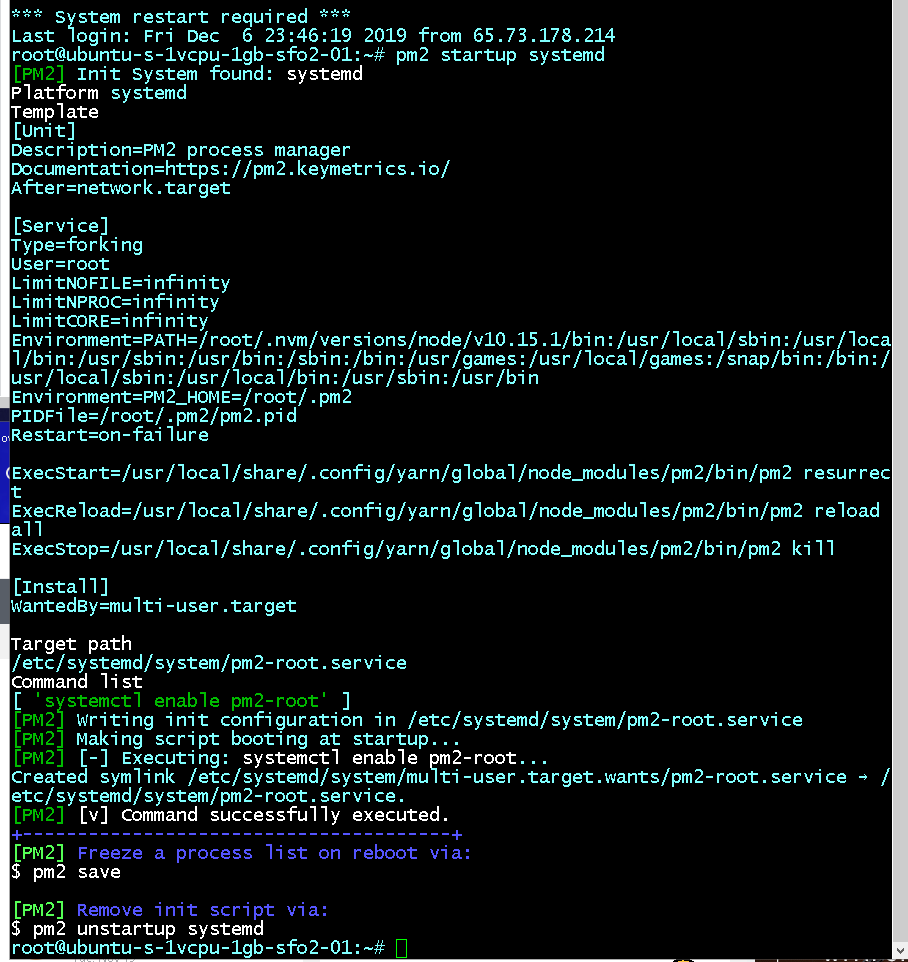 *** System restart required ***
Last login: Fri Dec  6 23:46:19 2019 from 65.73.178.214
root@ubuntu-s-1vcpu-1gb-sfo2-01:~# pm2 startup systemd
[PM2] Init System found: systemd
Platform systemd
Template
[Unit]
Description=PM2 process manager
Documentation=https://pm2.keymetrics.io/
After=network.target

[Service]
Type=forking
User=root
LimitNOFILE=infinity
LimitNPROC=infinity
LimitCORE=infinity
Environment=PATH=/root/.nvm/versions/node/v10.15.1/bin:/usr/local/sbin:/usr/loca
l/bin:/usr/sbin:/usr/bin:/sbin:/bin:/usr/games:/usr/local/games:/snap/bin:/bin:/
usr/local/sbin:/usr/local/bin:/usr/sbin:/usr/bin
Environment=PM2_HOME=/root/.pm2
PIDFile=/root/.pm2/pm2.pid
Restart=on-failure

ExecStart=/usr/local/share/.config/yarn/global/node_modules/pm2/bin/pm2 resurrec
t
ExecReload=/usr/local/share/.config/yarn/global/node_modules/pm2/bin/pm2 reload
all
ExecStop=/usr/local/share/.config/yarn/global/node_modules/pm2/bin/pm2 kill

[Install]
WantedBy=multi-user.target

Target path
/etc/systemd/system/pm2-root.service
Command list
[ 'systemctl enable pm2-root' ]
[PM2] Writing init configuration in /etc/systemd/system/pm2-root.service
[PM2] Making script booting at startup...
[PM2] [-] Executing: systemctl enable pm2-root...
Created symlink /etc/systemd/system/multi-user.target.wants/pm2-root.service → /
etc/systemd/system/pm2-root.service.
[PM2] [v] Command successfully executed.
+---------------------------------------+
[PM2] Freeze a process list on reboot via:
$ pm2 save

[PM2] Remove init script via:
$ pm2 unstartup systemd
root@ubuntu-s-1vcpu-1gb-sfo2-01:~#